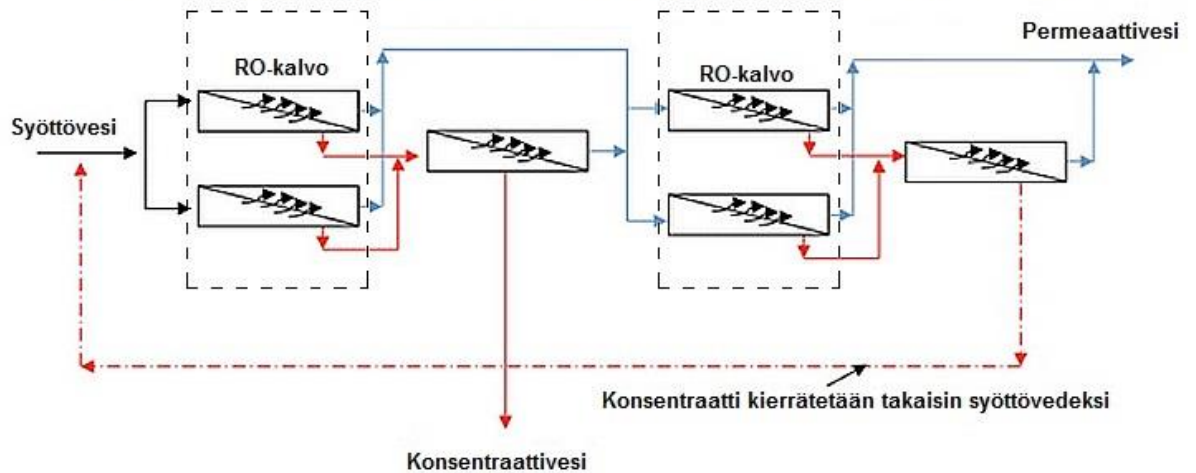 Permeaattivesi
RO-kalvo
RO-kalvo
Syöttövesi
Konsentraatti kierrätetään takaisin syöttövedeksi
Konsentraattivesi